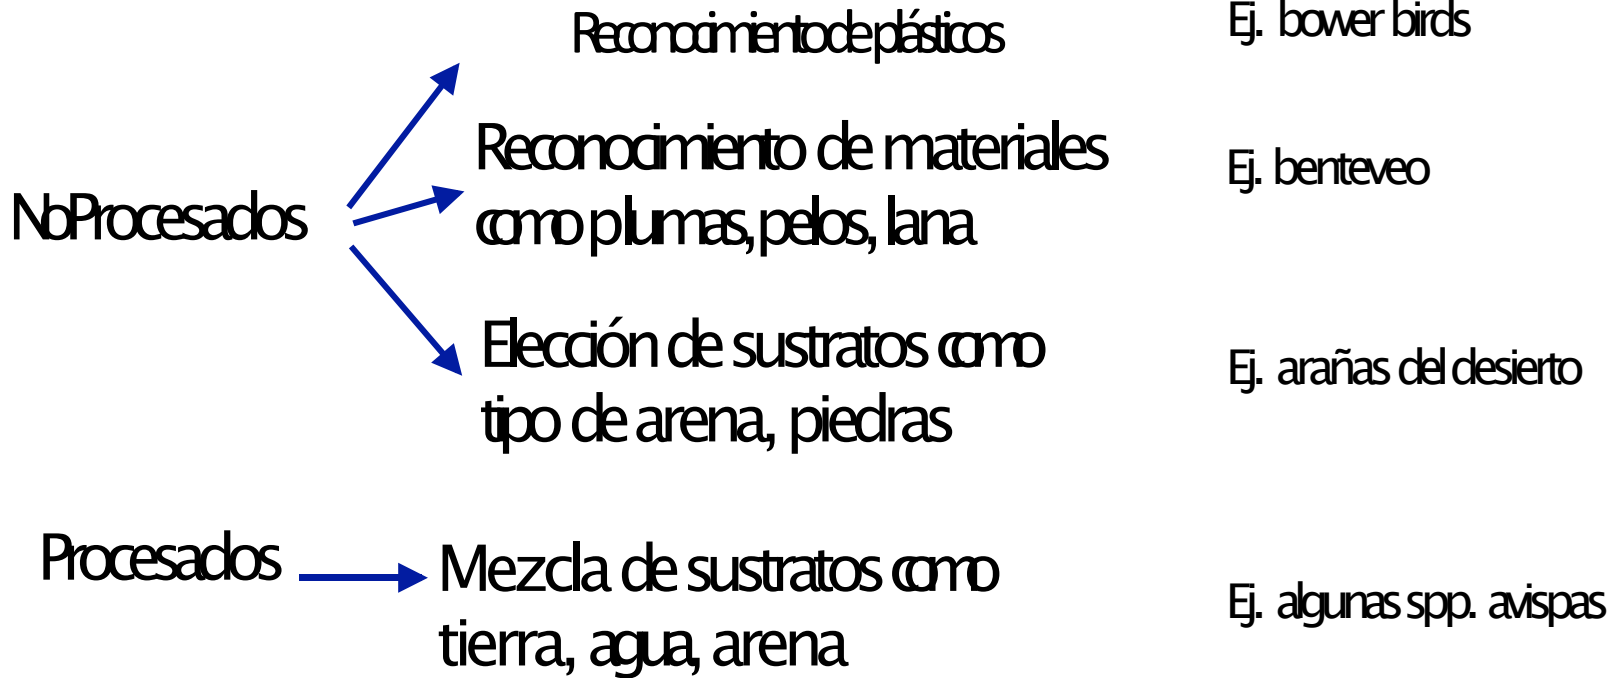 Reconocimiento de plásticos
Ej. bower birds
Reconocimiento de materiales
como plumas, pelos, lana
Ej. benteveo
No Procesados
Elección de sustratos como
tipo de arena, piedras
Ej. arañas del desierto
Procesados
Mezcla de sustratos como
tierra, agua, arena
Ej. algunas spp. avispas